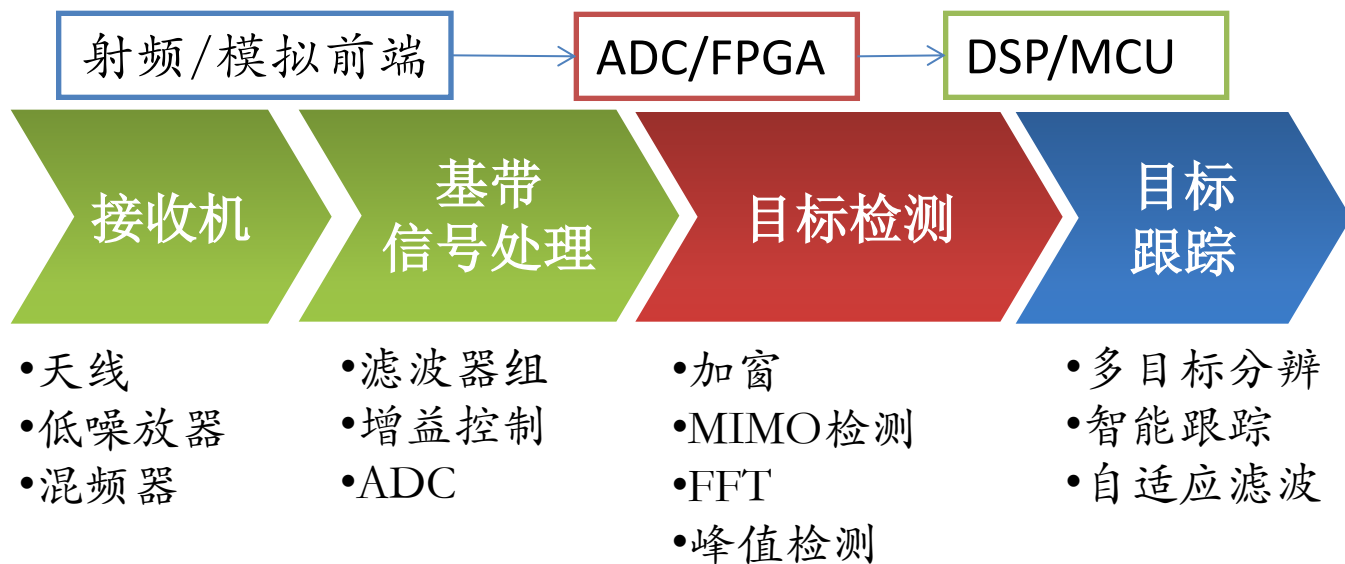 射频/模拟前端
ADC/FPGA
DSP/MCU
接收机
基带
信号处理
目标检测
目标
跟踪
•天线
•低噪放器
•混频器
•滤波器组
•增益控制
•ADC
•加窗
•MIMO检测
•FFT
•峰值检测
•多目标分辨
•智能跟踪
•自适应滤波